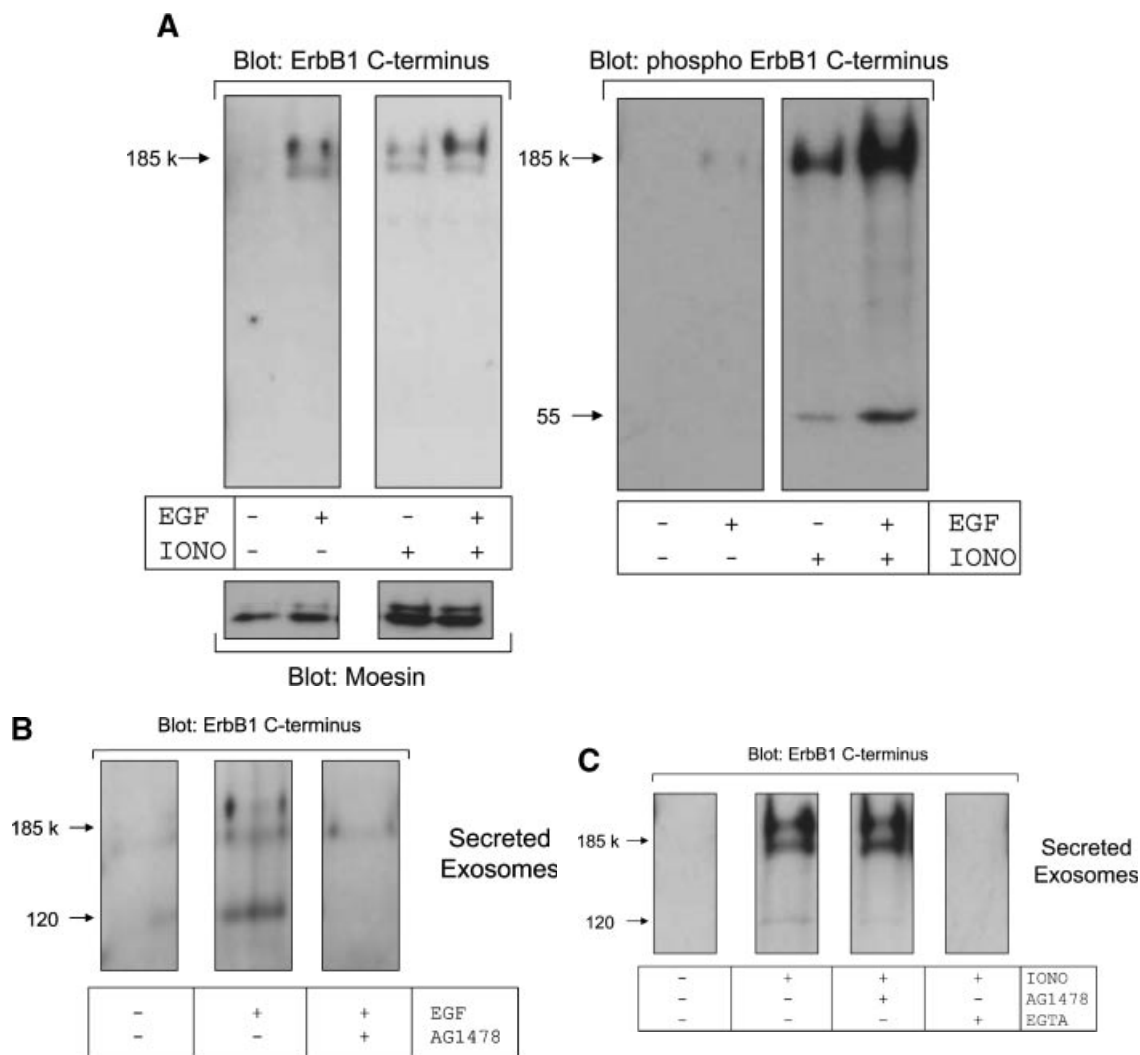 A
Blot: ErbB1 C-terminus
Blot: phospho ErbB1 C-terminus
185 k
185 k
55
EGF - + - +
IONO - - + +
- + - + EGF
- - + + IONO
Blot: Moesin
B
Blot: ErbB1 C-terminus
185 k
120
Secreted
Exosomes
- + + EGF
- - + AG1478
C
Blot: ErbB1 C-terminus
185 k
120
Secreted
Exosomes
- + + + IONO
- - + - AG1478
- - - + EGTA